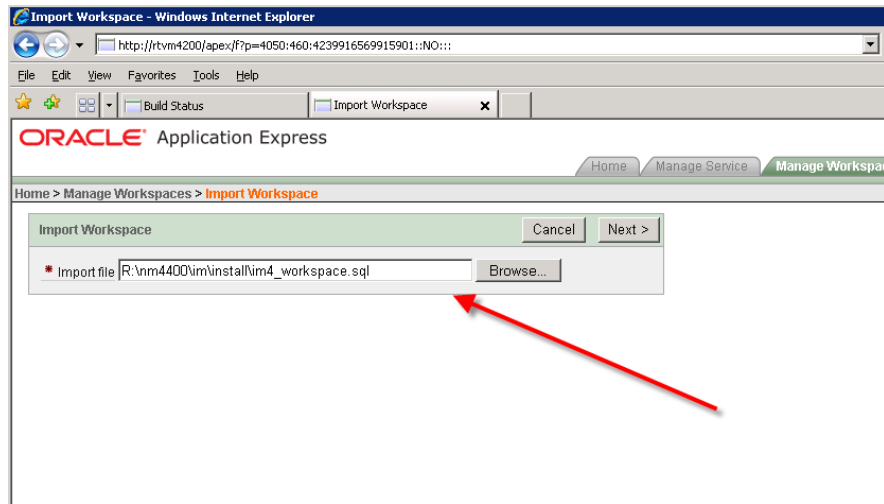 Import Workspace - Windows Internet Explorer
http://rtvm4200/apex/f?p=4050:460:4239916569915901::NO:::
File Edit View Favorites Tools Help
Build Status Import Workspace x
ORACLE Application Express
Home Manage Service Manage Workspa
Home > Manage Workspaces > Import Workspace
Import Workspace Cancel Next >
* Import file R:\nm4400\im\install\im4_workspace.sql Browse...